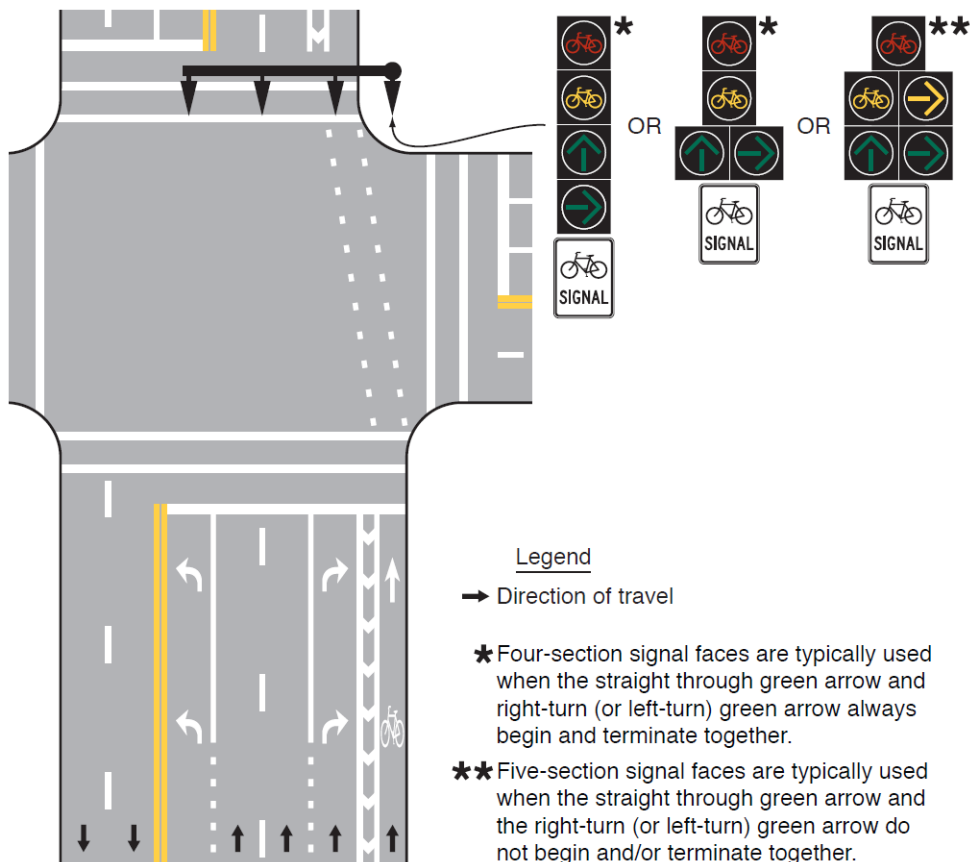 *
*
**
OR
OR
SIGNAL
SIGNAL
SIGNAL
Legend
Direction of travel
* Four-section signal faces are typically used
when the straight through green arrow and
right-turn (or left-turn) green arrow always
begin and terminate together.
** Five-section signal faces are typically used
when the straight through green arrow and
the right-turn (or left-turn) green arrow do
not begin and/or terminate together.